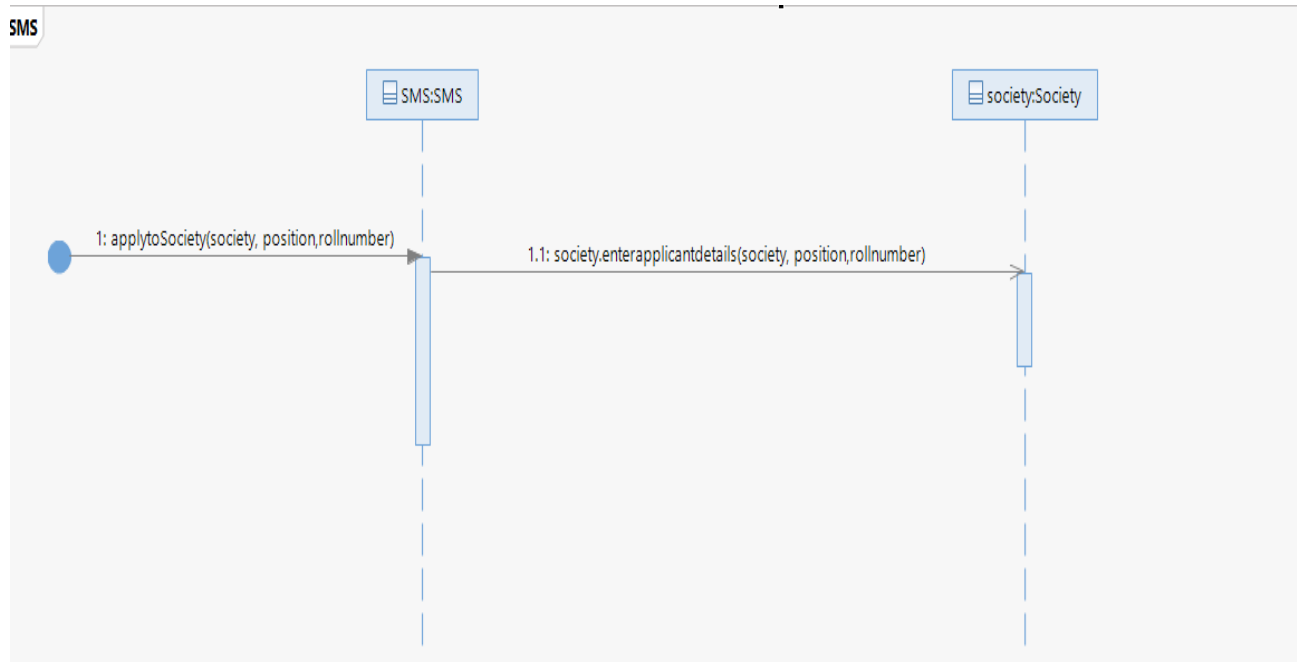 SMS
SMS:SMS
society:Society
1: applytoSociety(society, position,rollnumber)
1.1: society.enterapplicantdetails(society, position,rollnumber)